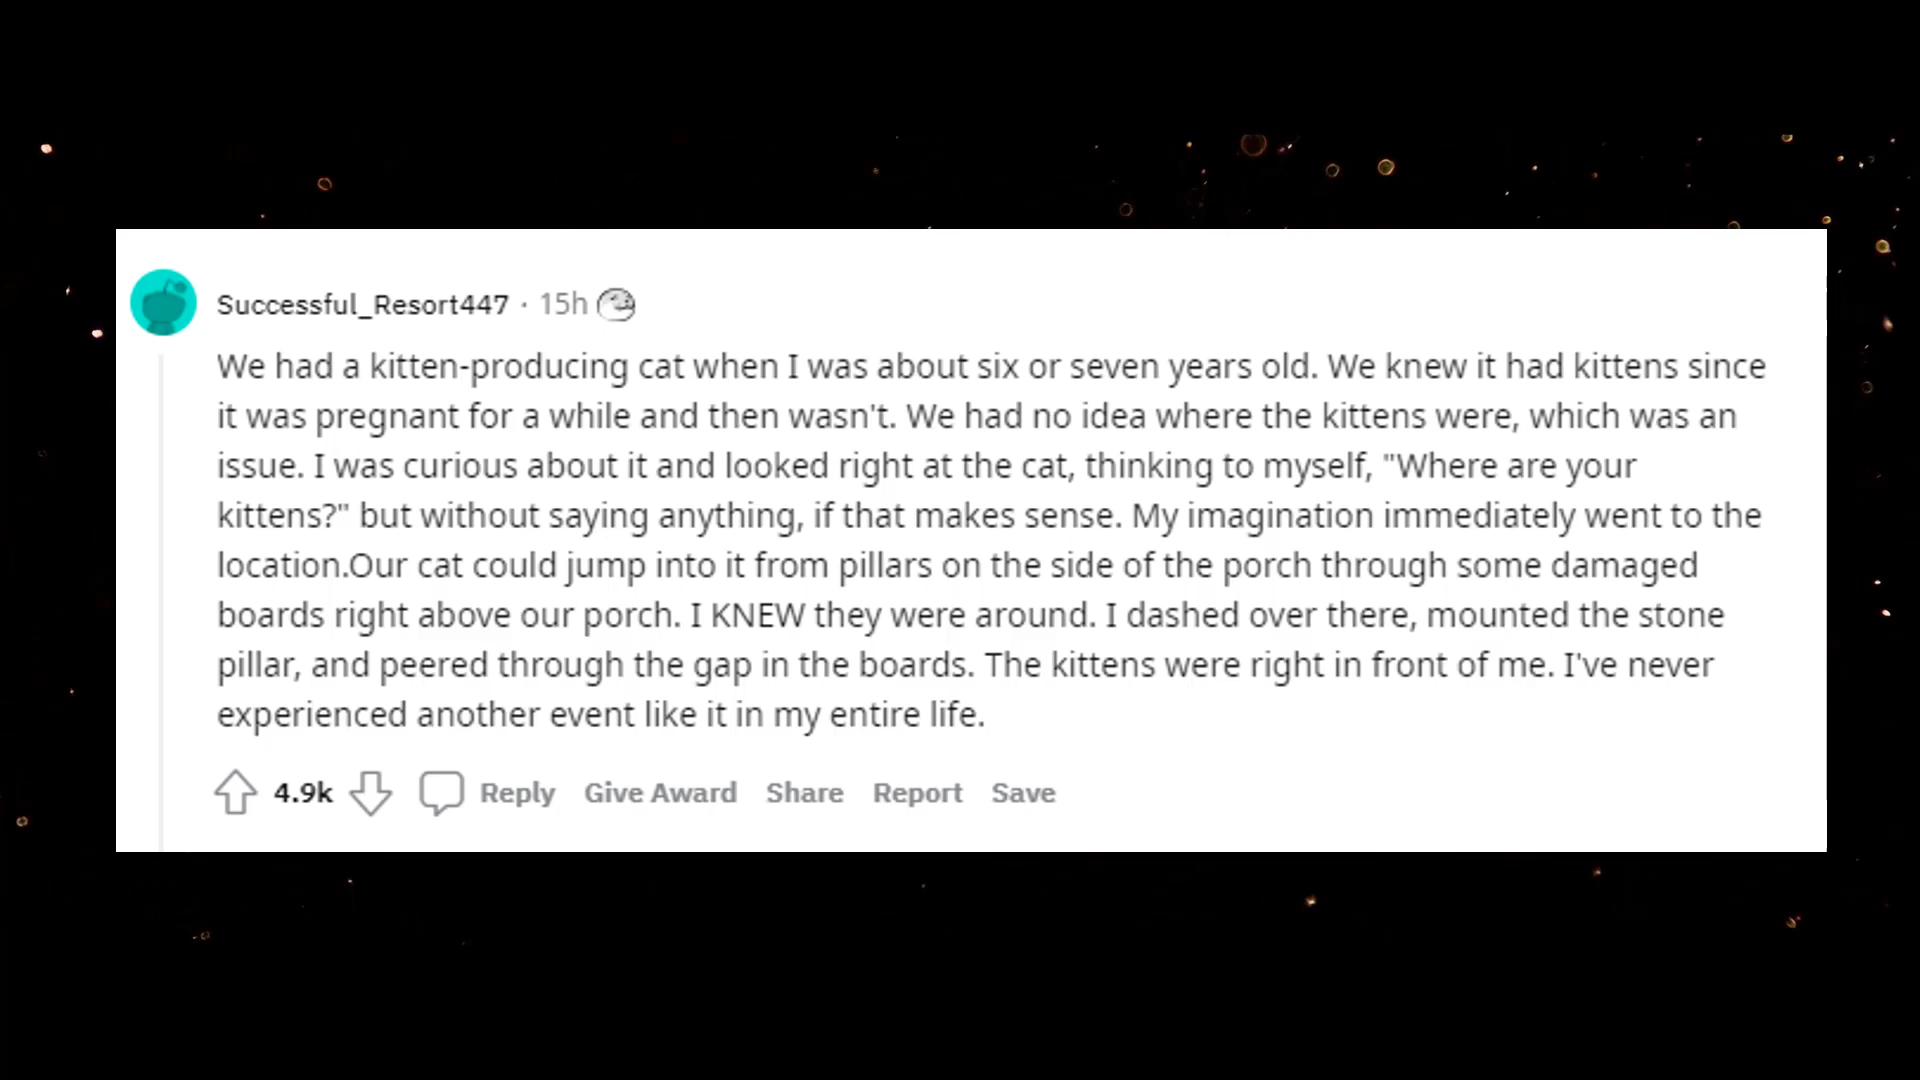 Successful_Resort447 · 15h
We had a kitten-producing cat when I was about six or seven years old. We knew it had kittens since
it was pregnant for a while and then wasn't. We had no idea where the kittens were, which was an
issue. I was curious about it and looked right at the cat, thinking to myself, "Where are your
kittens?" but without saying anything, if that makes sense. My imagination immediately went to the
location.Our cat could jump into it from pillars on the side of the porch through some damaged
boards right above our porch. I KNEW they were around. I dashed over there, mounted the stone
pillar, and peered through the gap in the boards. The kittens were right in front of me. I've never
experienced another event like it in my entire life.
4.9k Reply Give Award Share Report Save